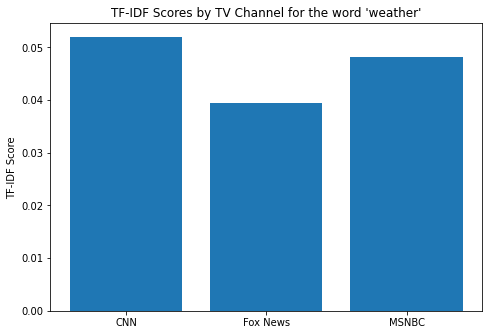 TF-IDF Scores by TV Channel for the word 'weather'
TF-IDF Score
0.05
0.04
0.03
0.02
0.01
0.00
CNN
Fox News
MSNBC